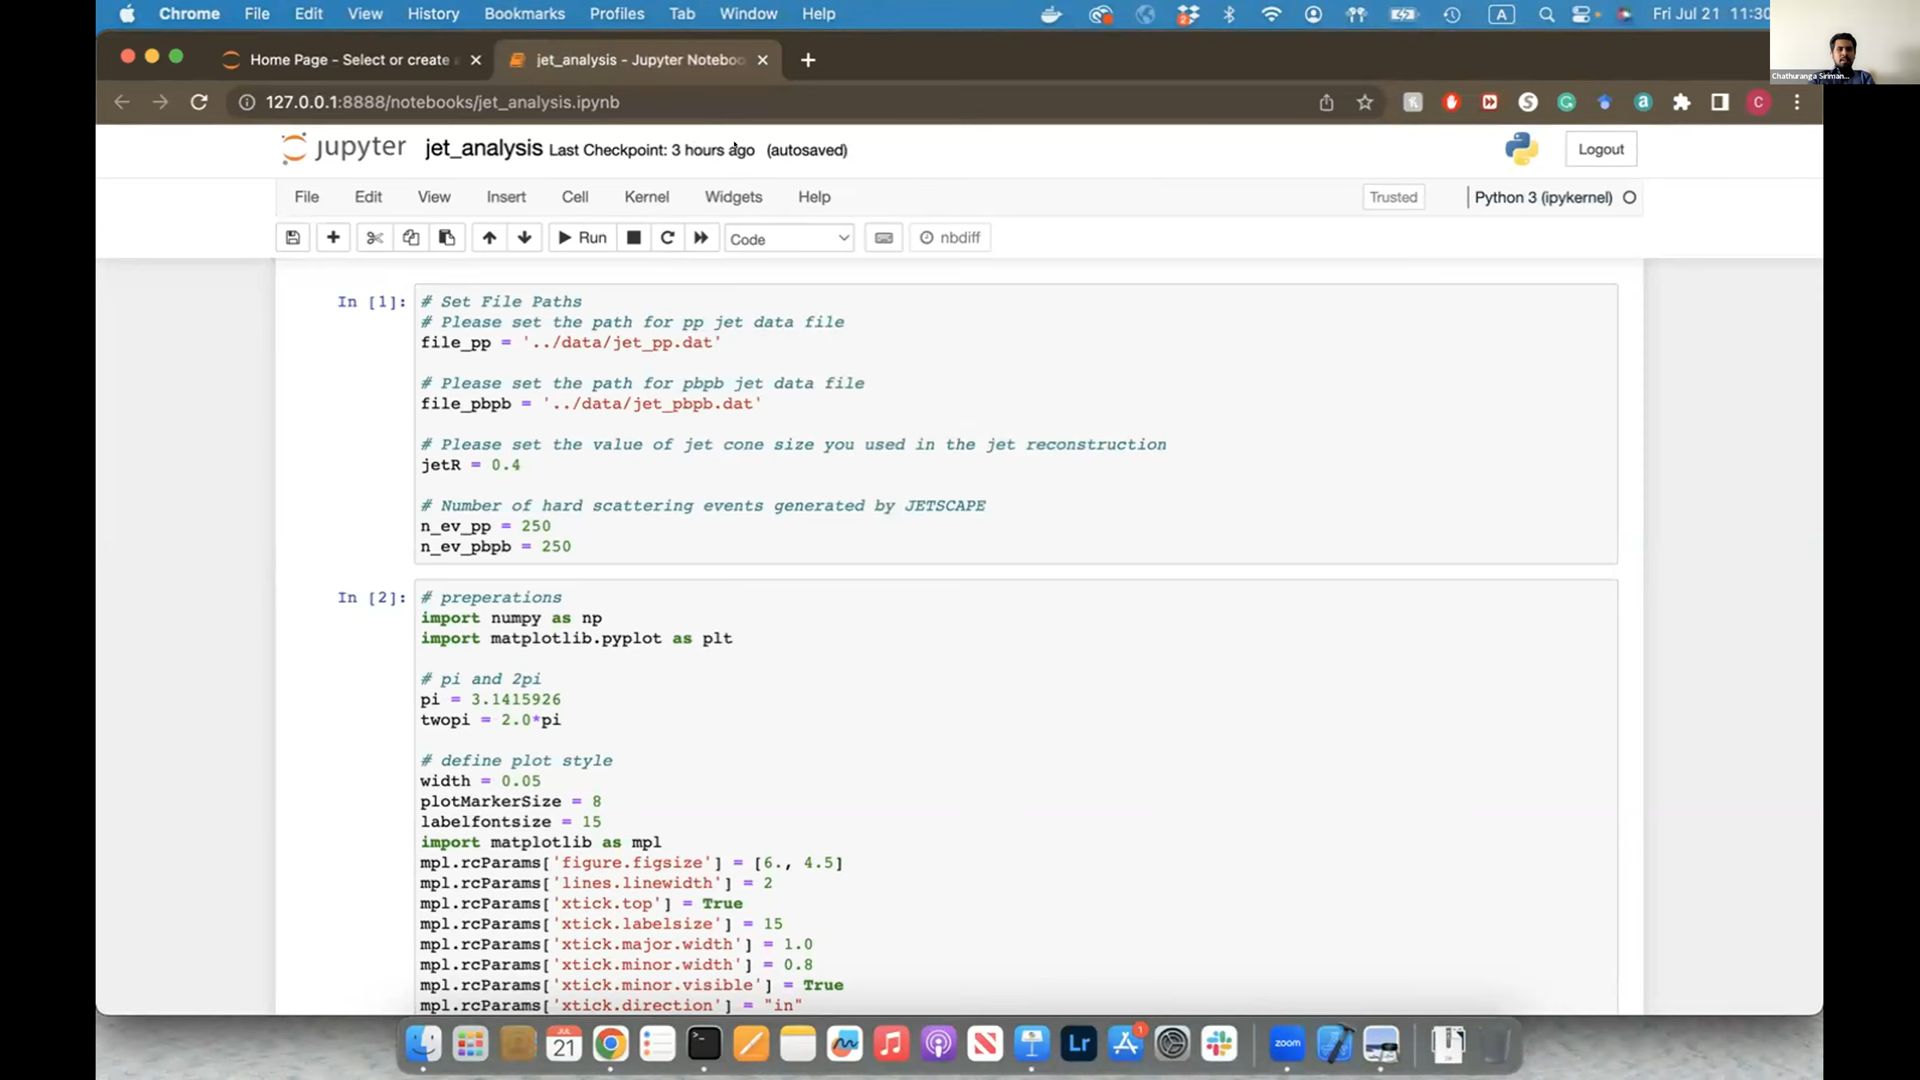 Chrome File Edit View History Bookmarks Profiles Tab Window Help
A
Fri Jul 21 11:30
Home Page - Select or create
jet_analysis - Jupyter Noteboo
127.0.0.1:8888/notebooks/jet_analysis.ipynb
C
Chathuranga Siriman...
jupyter jet_analysis Last Checkpoint: 3 hours ago (autosaved)
Logout
File Edit View Insert Cell Kernel Widgets Help
Trusted
Python 3 (ipykernel)
Run
Code
nbdiff
In [1]:
# Set File Paths
# Please set the path for pp jet data file
file_pp = '../data/jet_pp.dat'
# Please set the path for pbpb jet data file
file_pbpb = '../data/jet_pbpb.dat'
# Please set the value of jet cone size you used in the jet reconstruction
jetR = 0.4
# Number of hard scattering events generated by JETSCAPE
n_ev_pp = 250
n_ev_pbpb = 250
In [2]:
# preperations
import numpy as np
import matplotlib.pyplot as plt
# pi and 2pi
pi = 3.1415926
twopi = 2.0*pi
# define plot style
width = 0.05
plotMarkerSize = 8
labelfontsize = 15
import matplotlib as mpl
mpl.rcParams['figure.figsize'] = [6., 4.5]
mpl.rcParams['lines.linewidth'] = 2
mpl.rcParams['xtick.top'] = True
mpl.rcParams['xtick.labelsize'] = 15
mpl.rcParams['xtick.major.width'] = 1.0
mpl.rcParams['xtick.minor.width'] = 0.8
mpl.rcParams['xtick.minor.visible'] = True
mpl.rcParams['xtick.direction'] = "in"
JUL
21
Lr
1
zoom